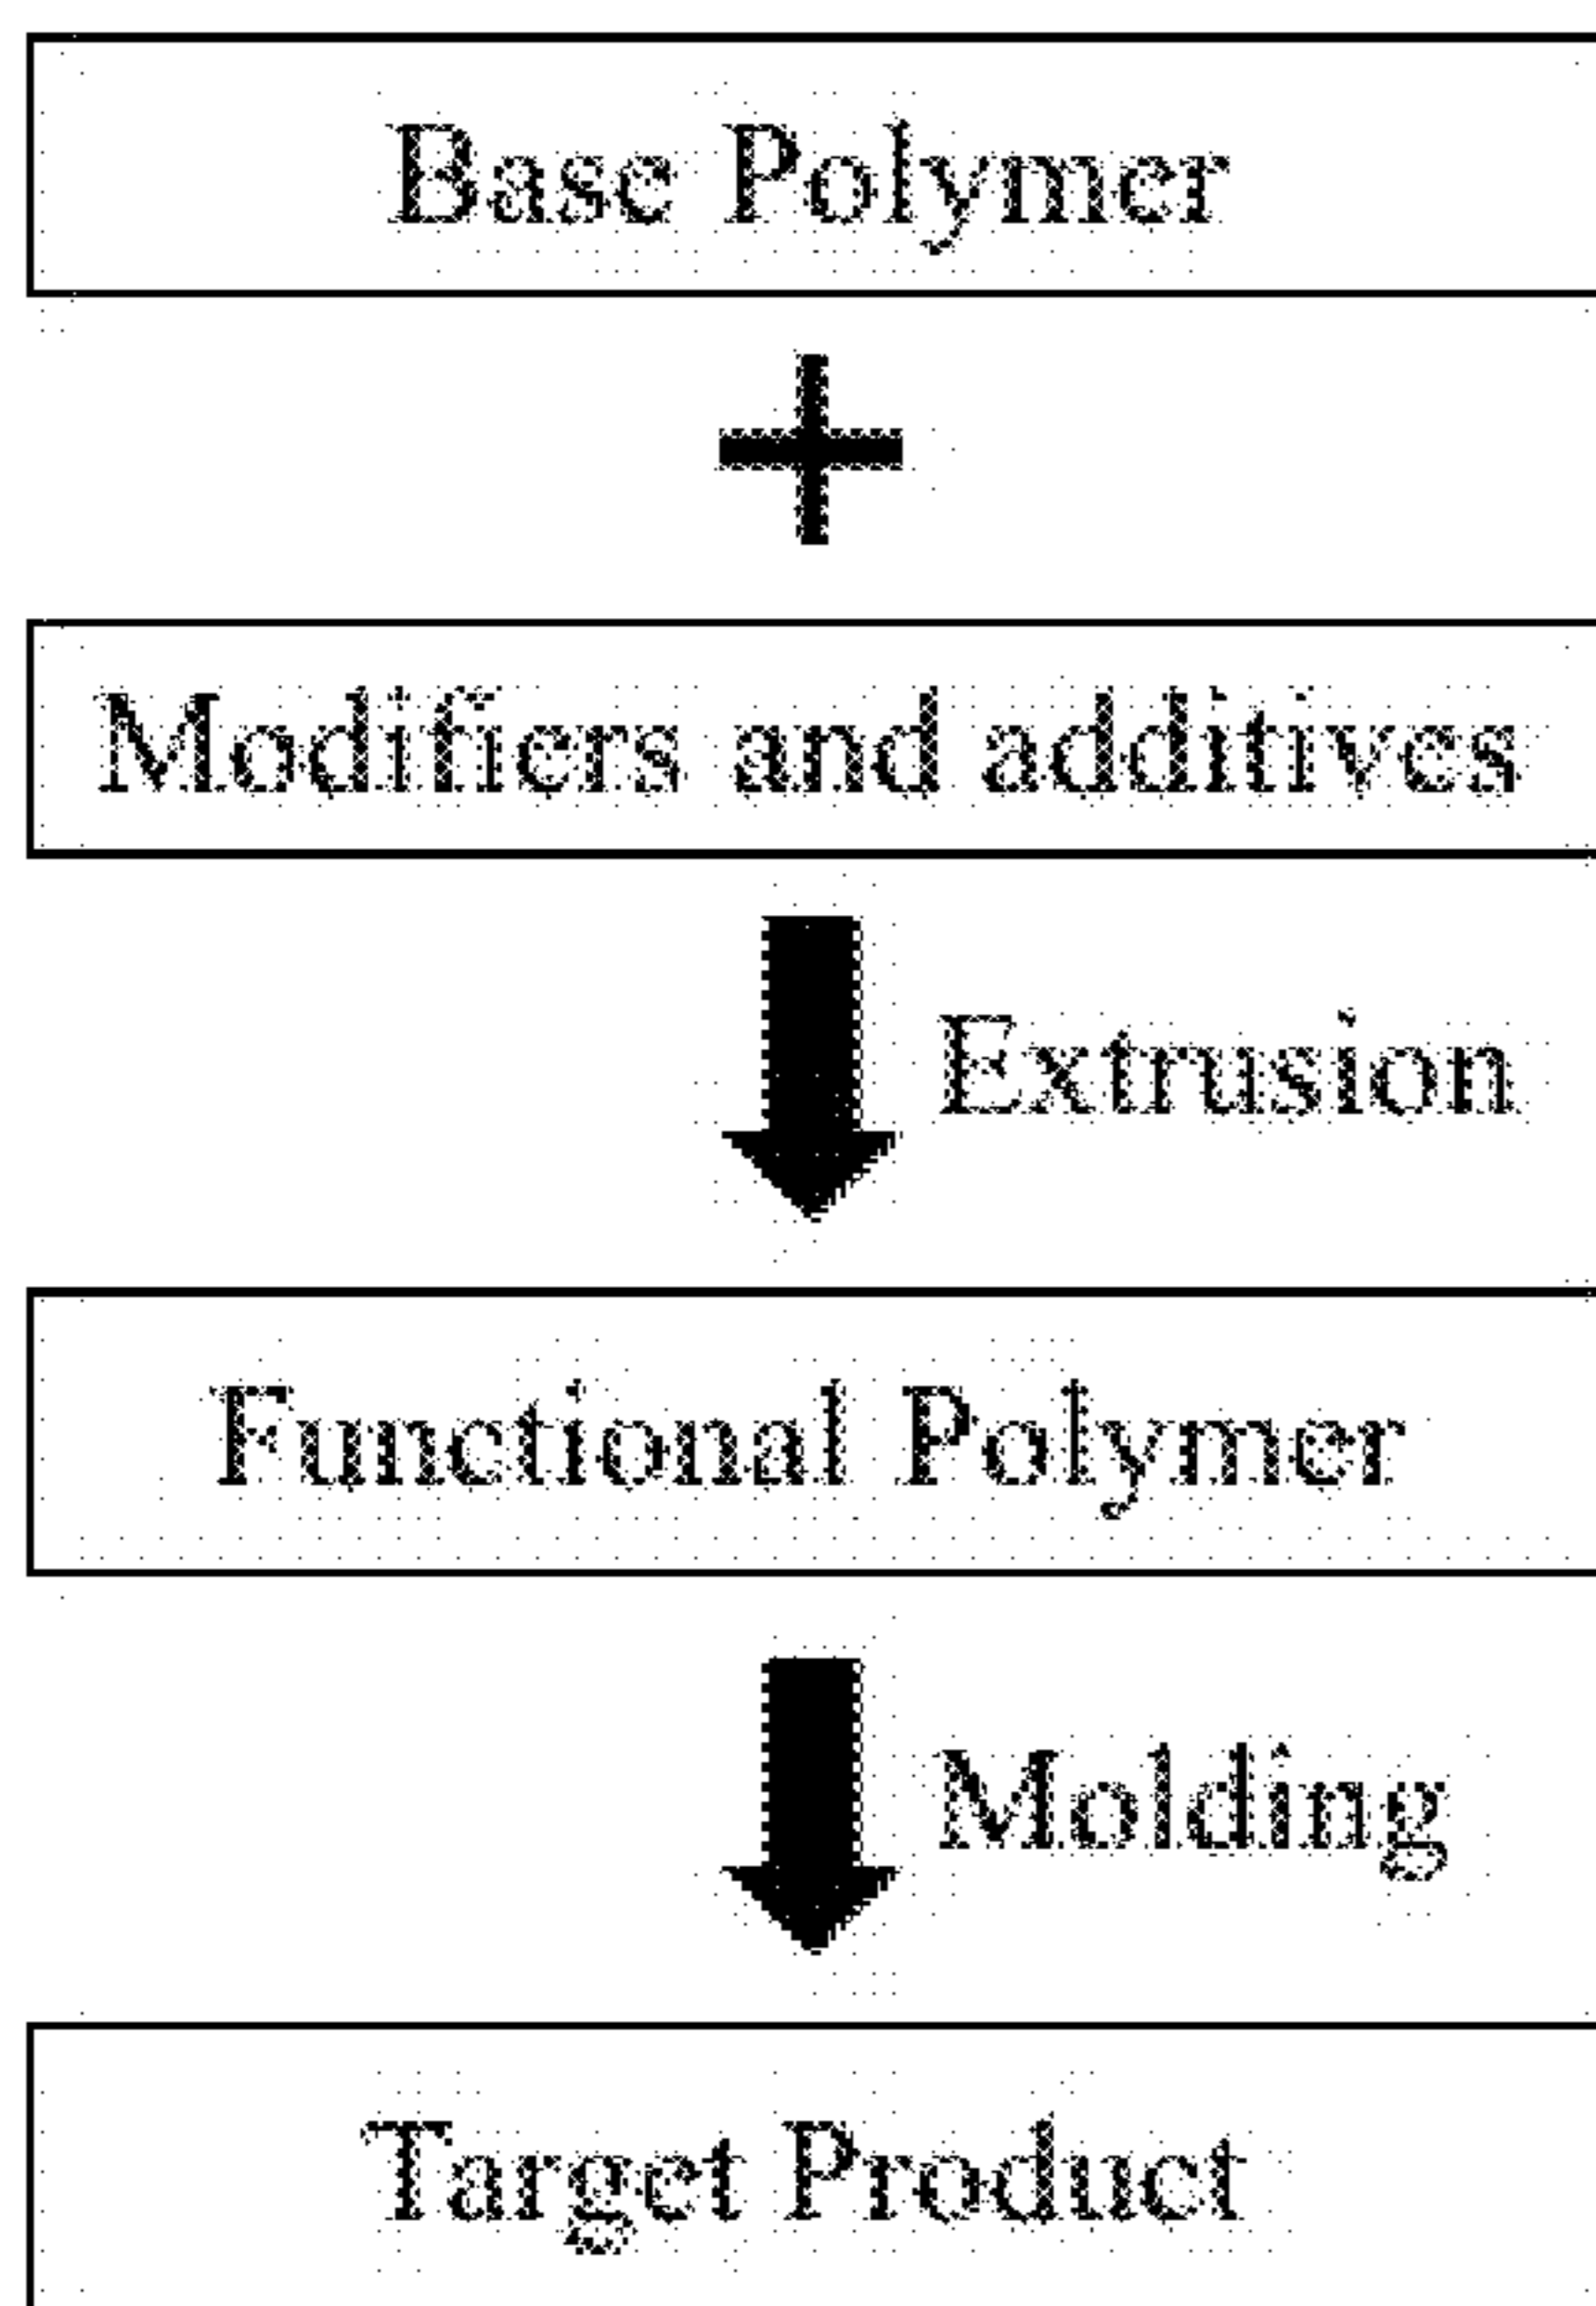 Base Polymer
+
Modifiers and additives
Extrusion
Functional Polymer
Molding
Target Product